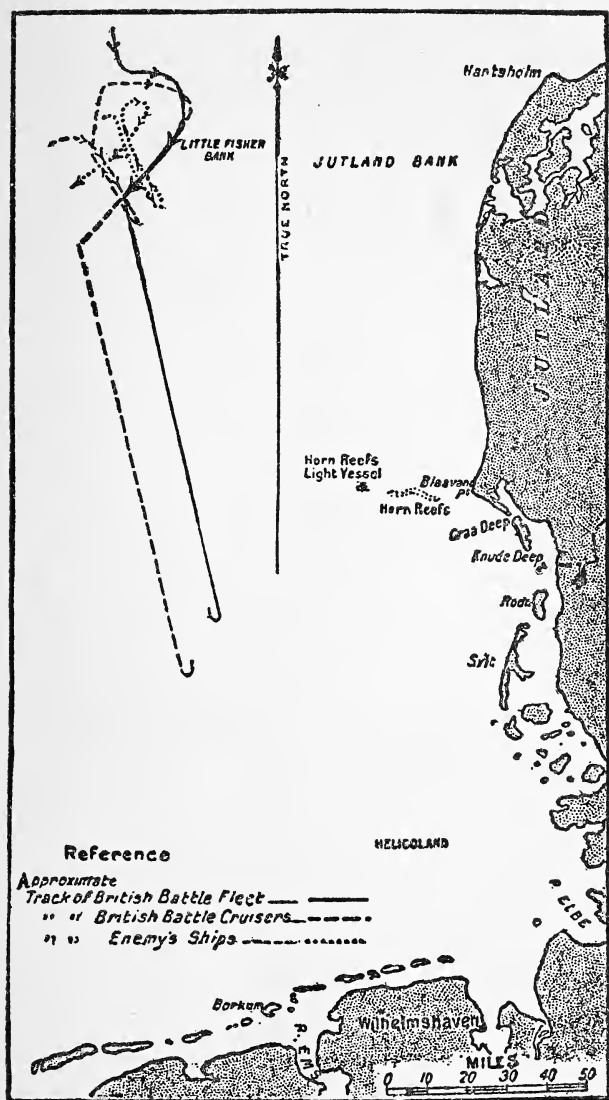 Hantsholm
LITTLE FISHER
BANK
JUTLAND BANK
TRUE NORTH
JUTLAND
Horn Reefs
Light Vessel
Horn Reefs
Blaavand
Pt.
Graa Deep
Knude Deep
HELIGOLAND
R. ELBE
Reference
Approximate
Track of British Battle Fleet
" of British Battle Cruisers
Enemy's Ships
Borkum
R. EMS
Wilhelmshaven
MILES
0 10 20 30 40 50